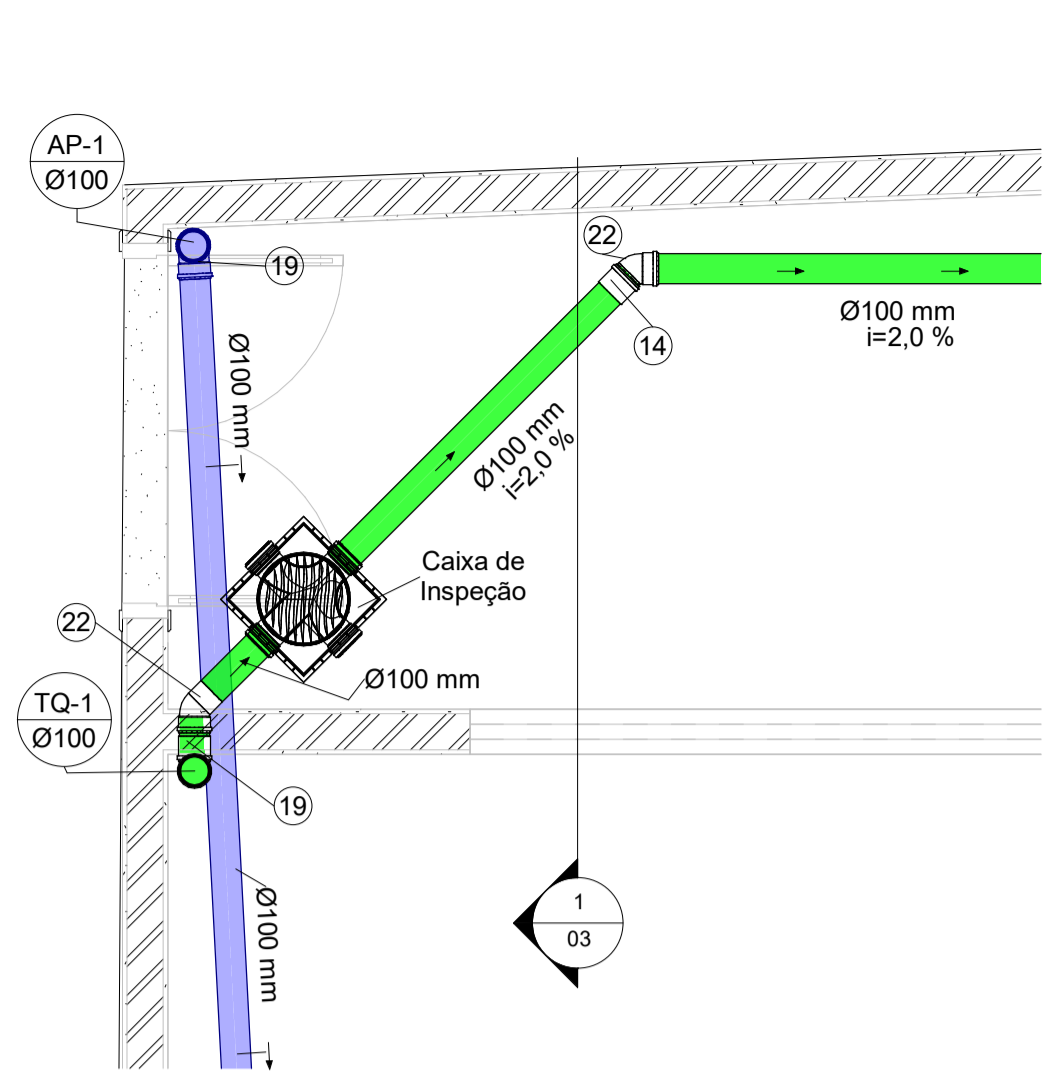 AP-1
Ø100
22
19
14
Ø100 mm
i=2,0 %
Ø100 mm
Ø100 mm
i=2,0 %
Caixa de
Inspeção
22
Ø100 mm
TQ-1
Ø100
19
Ø100 mm
1
03